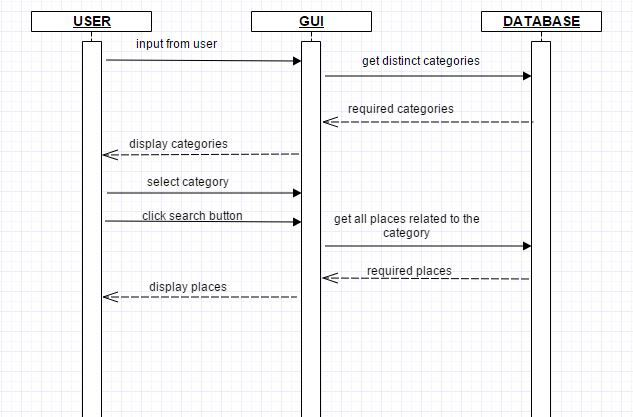 USER
GUI
DATABASE
input from user
get distinct categories
required categories
display categories
select category
click search button
get all places related to the
category
required places
display places